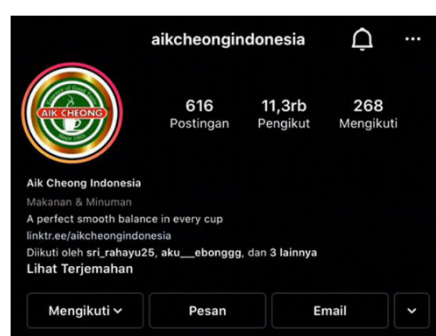 aikcheongindonesia
AIK CHEONG
616 11,3rb 268
Postingan Pengikut Mengikuti
Aik Cheong Indonesia
Makanan & Minuman
A perfect smooth balance in every cup
linktr.ee/aikcheongindonesia
Diikuti oleh sri_rahayu25, aku__ebonggg, dan 3 lainnya
Lihat Terjemahan
Mengikuti Pesan Email